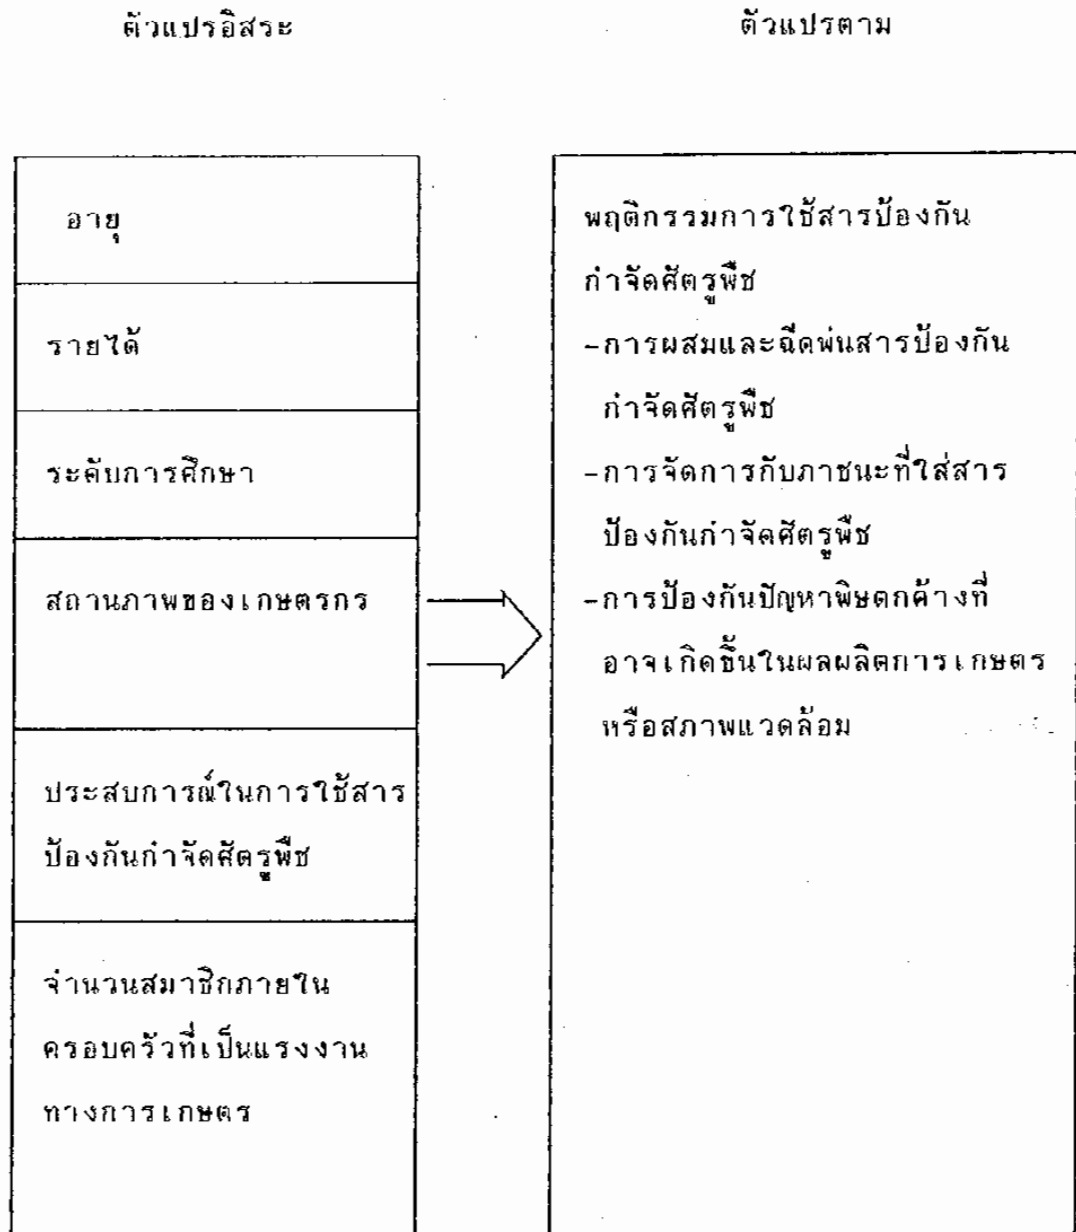 ตัวแปรอิสระ
ตัวแปรตาม
อายุ
รายได้
ระดับการศึกษา
สถานภาพของเกษตรกร
ประสบการณ์ในการใช้สาร
ป้องกันกำจัดศัตรูพืช
จำนวนสมาชิกภายใน
ครอบครัวที่เป็นแรงงาน
ทางการเกษตร
พฤติกรรมการใช้สารป้องกัน
กำจัดศัตรูพืช
-การผสมและฉีดพ่นสารป้องกัน
กำจัดศัตรูพืช
-การจัดการกับภาชนะที่ใส่สาร
ป้องกันกำจัดศัตรูพืช
-การป้องกันปัญหาพิษตกค้างที่
อาจเกิดขึ้นในผลผลิตการเกษตร
หรือสภาพแวดล้อม